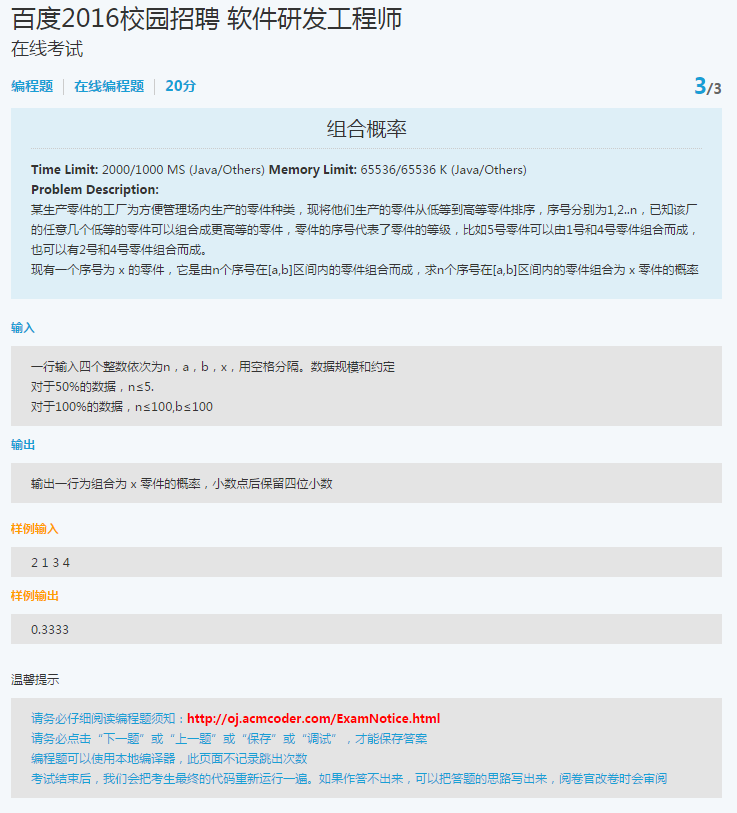 百度2016校园招聘 软件研发工程师
在线考试
编程题 | 在线编程题 | 20分 3/3
组合概率
Time Limit: 2000/1000 MS (Java/Others) Memory Limit: 65536/65536 K (Java/Others)
Problem Description:
某生产零件的工厂为方便管理场内生产的零件种类，现将他们生产的零件从低等到高等零件排序，序号分别为1,2..n，已知该厂
的任意几个低等的零件可以组合成更高等的零件，零件的序号代表了零件的等级，比如5号零件可以由1号和4号零件组合而成，
也可以有2号和4号零件组合而成。
现有一个序号为 x 的零件，它是由n个序号在[a,b]区间内的零件组合而成，求n个序号在[a,b]区间内的零件组合为 x 零件的概率
输入
一行输入四个整数依次为n，a，b，x，用空格分隔。数据规模和约定
对于50%的数据，n≤5.
对于100%的数据，n≤100,b≤100
输出
输出一行为组合为 x 零件的概率，小数点后保留四位小数
样例输入
2 1 3 4
样例输出
0.3333
温馨提示
请务必仔细阅读编程题须知：http://oj.acmcoder.com/ExamNotice.html
请务必点击“下一题”或“上一题”或“保存”或“调试”，才能保存答案
编程题可以使用本地编译器，此页面不记录跳出次数
考试结束后，我们会把考生最终的代码重新运行一遍。如果作答不出来，可以把答题的思路写出来，阅卷官改卷时会审阅